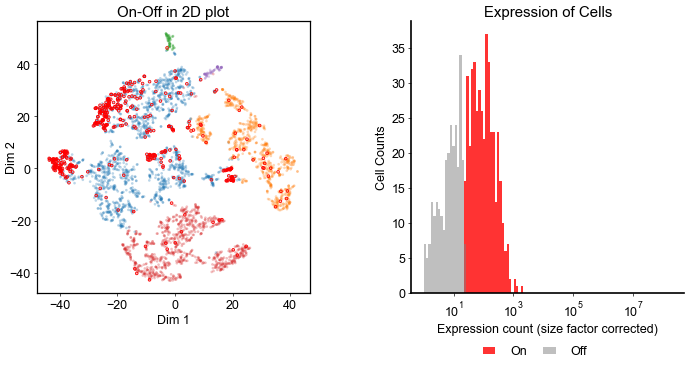 On-Off in 2D plot
Dim 2
40
20
0
−20
−40
−40 −20 0 20 40
Dim 1
Expression of Cells
Cell Counts
35
30
25
20
15
10
5
0
10^1 10^3 10^5 10^7
Expression count (size factor corrected)
On Off